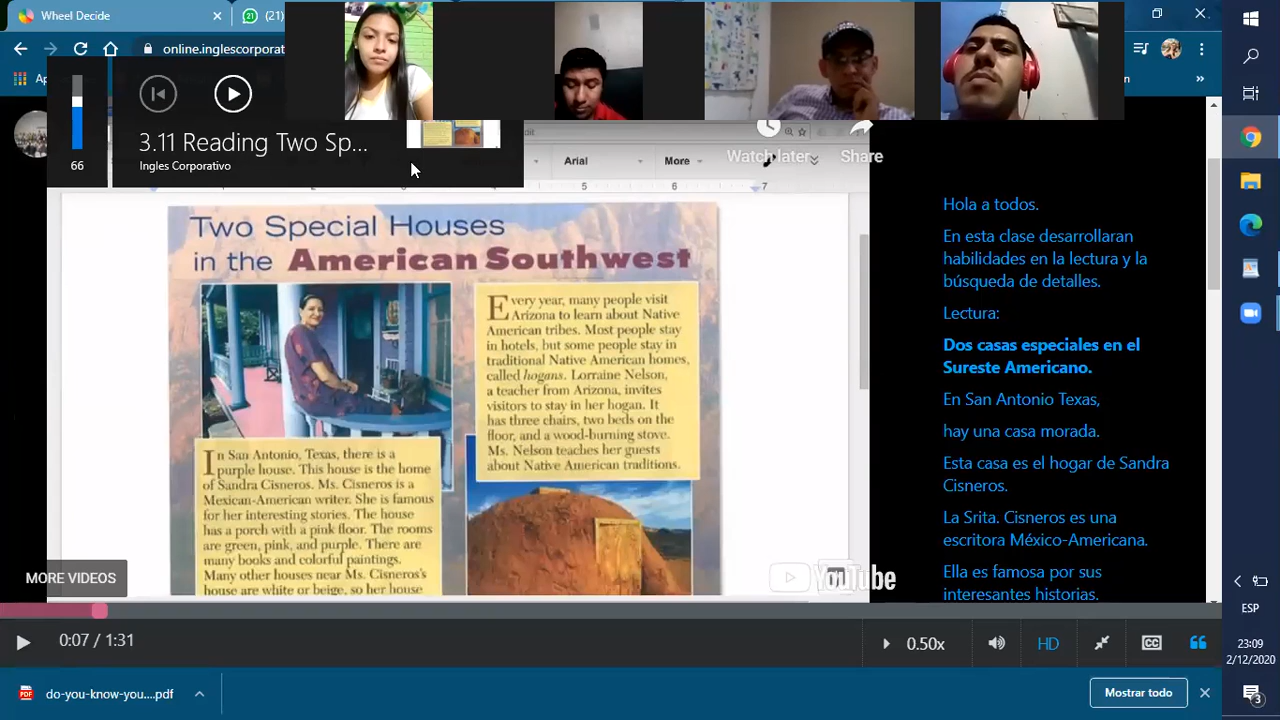 Wheel Decide
21
(21)
online.inglescorporat
Ap
66
3.11 Reading Two Sp...
Ingles Corporativo
Watch later
Share
Arial
More
5
6
7
Two Special Houses
in the American Southwest
Every year, many people visit
Arizona to learn about Native
American tribes. Most people stay
in hotels, but some people stay in
traditional Native American homes,
called hogans. Lorraine Nelson,
a teacher from Arizona, invites
visitors to stay in her hogan. It
has three chairs, two beds on the
floor, and a wood-burning stove.
Ms. Nelson teaches her guests
about Native American traditions.
In San Antonio, Texas, there is a
purple house. This house is the home
of Sandra Cisneros. Ms. Cisneros is a
Mexican-American writer. She is famous
for her interesting stories. The house
has a porch with a pink floor. The rooms
are green, pink, and purple. There are
many books and colorful paintings.
Many other houses near Ms. Cisneros's
house are white or beige, so her house
MORE VIDEOS
YouTube
Hola a todos.
En esta clase desarrollaran
habilidades en la lectura y la
búsqueda de detalles.
Lectura:
Dos casas especiales en el
Sureste Americano.
En San Antonio Texas,
hay una casa morada.
Esta casa es el hogar de Sandra
Cisneros.
La Srita. Cisneros es una
escritora México-Americana.
Ella es famosa por sus
interesantes historias.
0:07 / 1:31
0.50x
HD
CC
do-you-know-you....pdf
Mostrar todo
ESP
23:09
2/12/2020
3